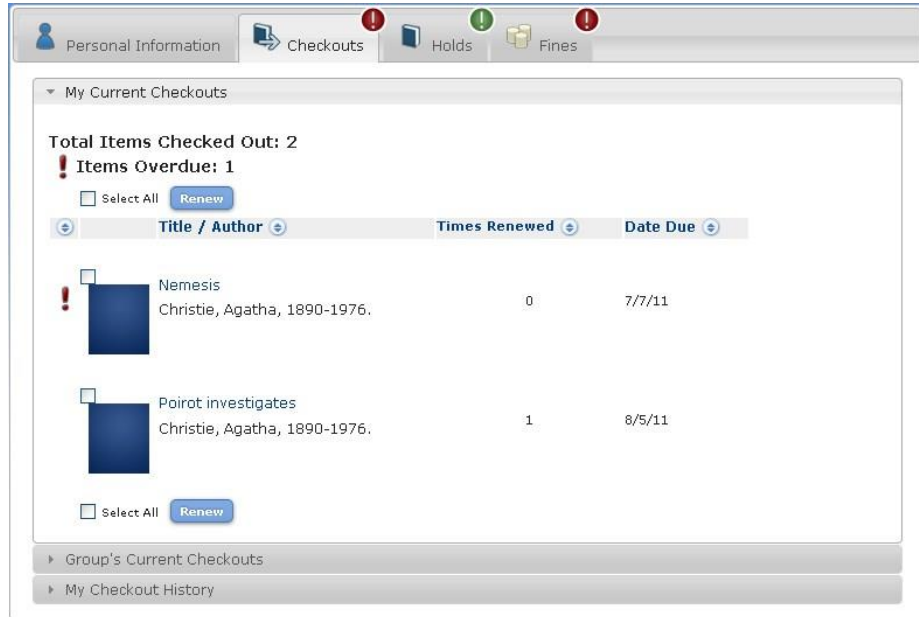 Personal Information Checkouts Holds Fines
My Current Checkouts
Total Items Checked Out: 2
Items Overdue: 1
Select All Renew
Title / Author Times Renewed Date Due
Nemesis
Christie, Agatha, 1890-1976. 0 7/7/11
Poirot investigates
Christie, Agatha, 1890-1976. 1 8/5/11
Select All Renew
Group's Current Checkouts
My Checkout History